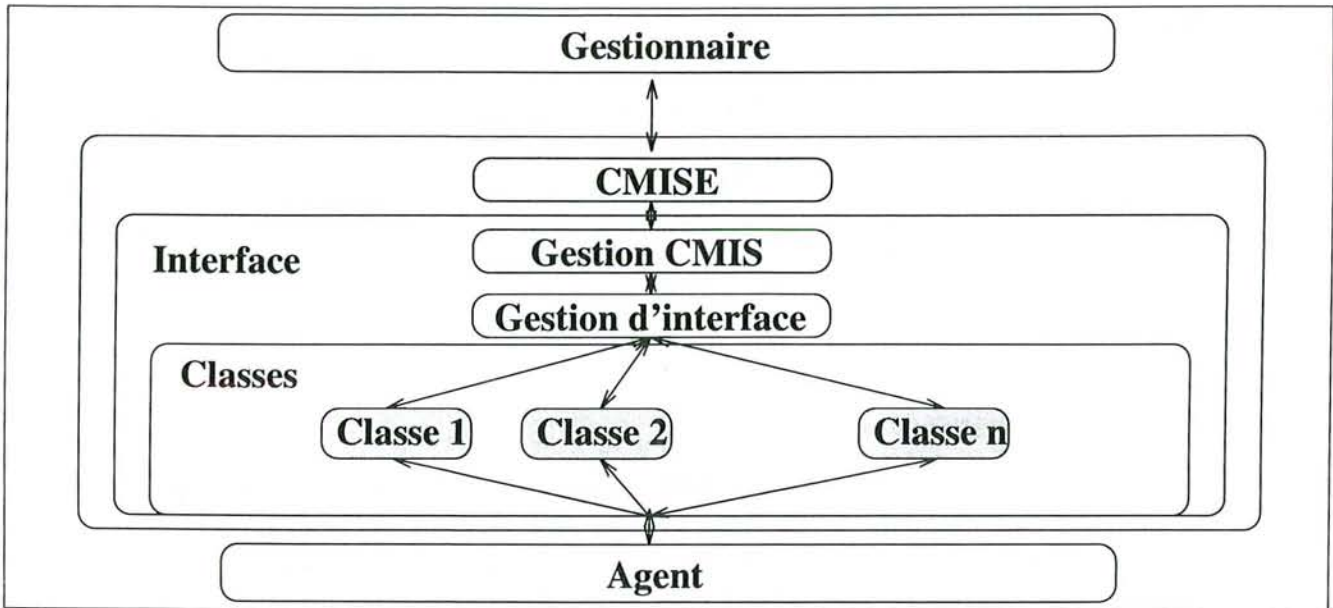 Gestionnaire
CMISE
Interface
Gestion CMIS
Gestion d'interface
Classes
Classe 1
Classe 2
Classe n
Agent